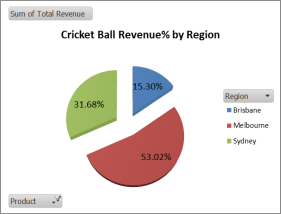 Sum of Total Revenue
Cricket Ball Revenue% by Region
15.30%
31.68%
53.02%
Region
Brisbane
Melbourne
Sydney
Product